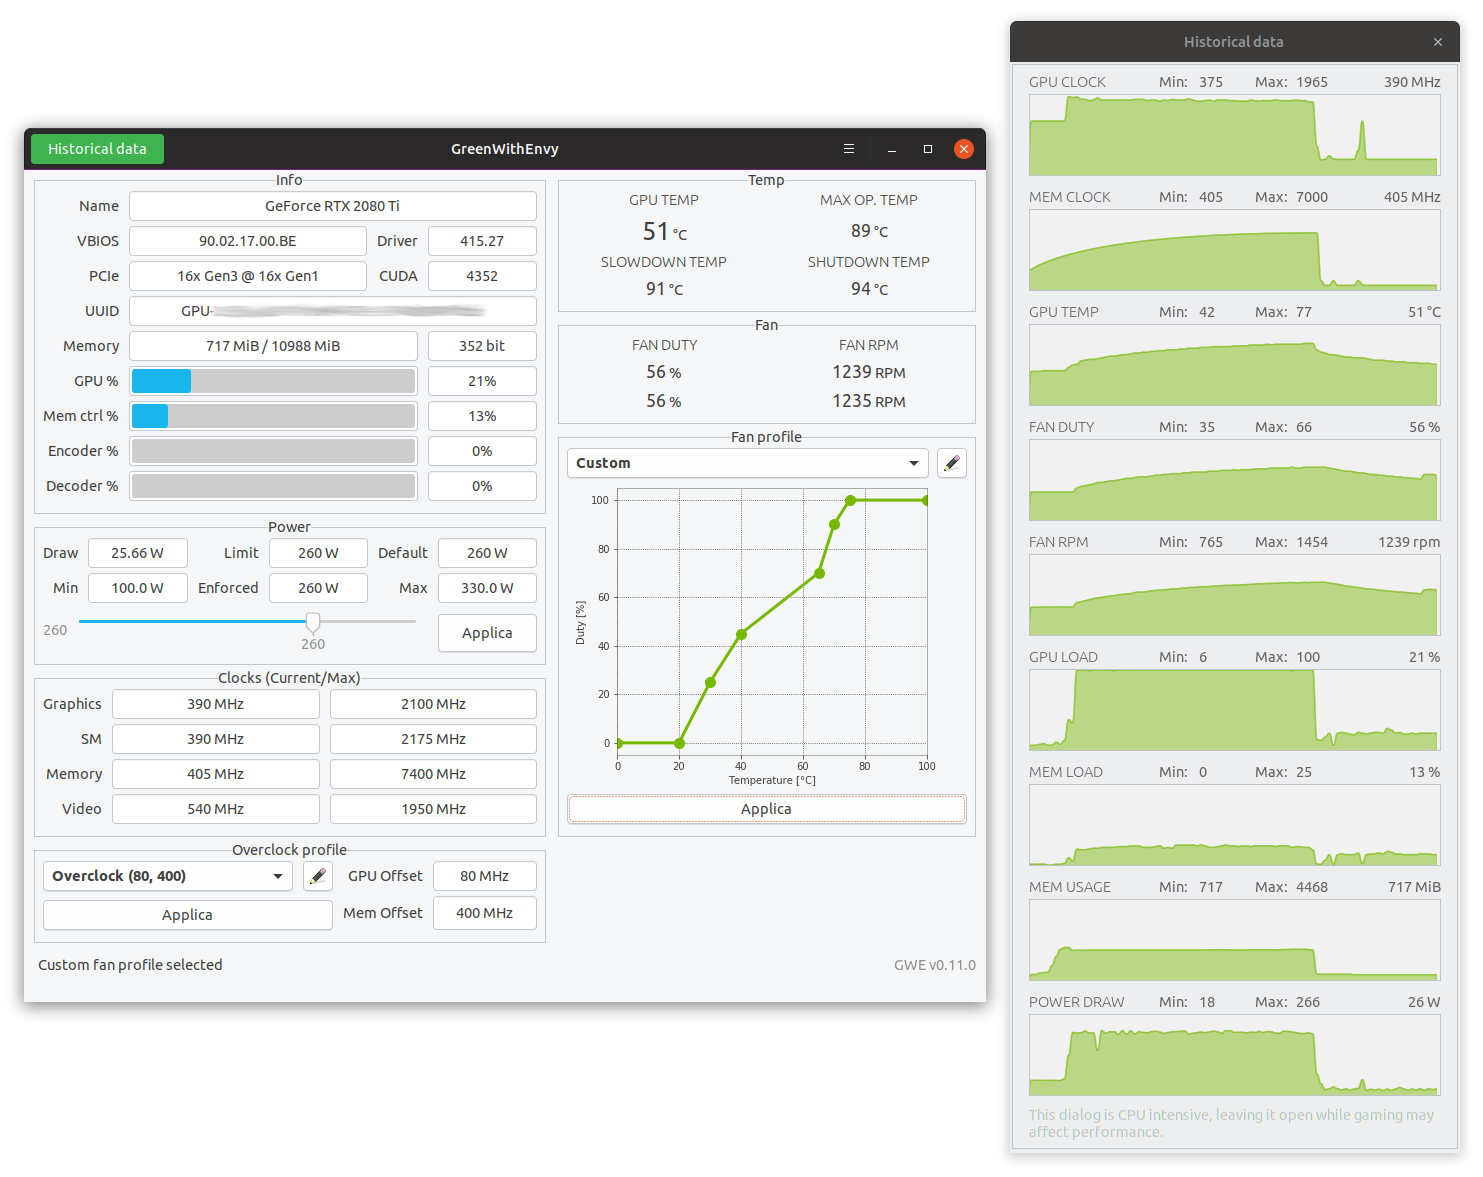 Historical data
GreenWithEnvy
Info
Name GeForce RTX 2080 Ti
VBIOS 90.02.17.00.BE Driver 415.27
PCIe 16x Gen3 @ 16x Gen1 CUDA 4352
UUID GPU-
Memory 717 MiB / 10988 MiB 352 bit
GPU % 21%
Mem ctrl % 13%
Encoder % 0%
Decoder % 0%
Power
Draw 25.66 W Limit 260 W Default 260 W
Min 100.0 W Enforced 260 W Max 330.0 W
260
260
Applica
Clocks (Current/Max)
Graphics 390 MHz 2100 MHz
SM 390 MHz 2175 MHz
Memory 405 MHz 7400 MHz
Video 540 MHz 1950 MHz
Overclock profile
Overclock (80, 400) GPU Offset 80 MHz
Applica Mem Offset 400 MHz
Custom fan profile selected
Temp
GPU TEMP MAX OP. TEMP
51 °C 89 °C
SLOWDOWN TEMP SHUTDOWN TEMP
91 °C 94 °C
Fan
FAN DUTY FAN RPM
56 % 1239 RPM
56 % 1235 RPM
Fan profile
Custom
100
80
60
40
20
0
Duty [%]
0 20 40 60 80 100
Temperature [°C]
Applica
GWE v0.11.0
Historical data
GPU CLOCK Min: 375 Max: 1965 390 MHz
MEM CLOCK Min: 405 Max: 7000 405 MHz
GPU TEMP Min: 42 Max: 77 51 °C
FAN DUTY Min: 35 Max: 66 56 %
FAN RPM Min: 765 Max: 1454 1239 rpm
GPU LOAD Min: 6 Max: 100 21 %
MEM LOAD Min: 0 Max: 25 13 %
MEM USAGE Min: 717 Max: 4468 717 MiB
POWER DRAW Min: 18 Max: 266 26 W
This dialog is CPU intensive, leaving it open while gaming may
affect performance.